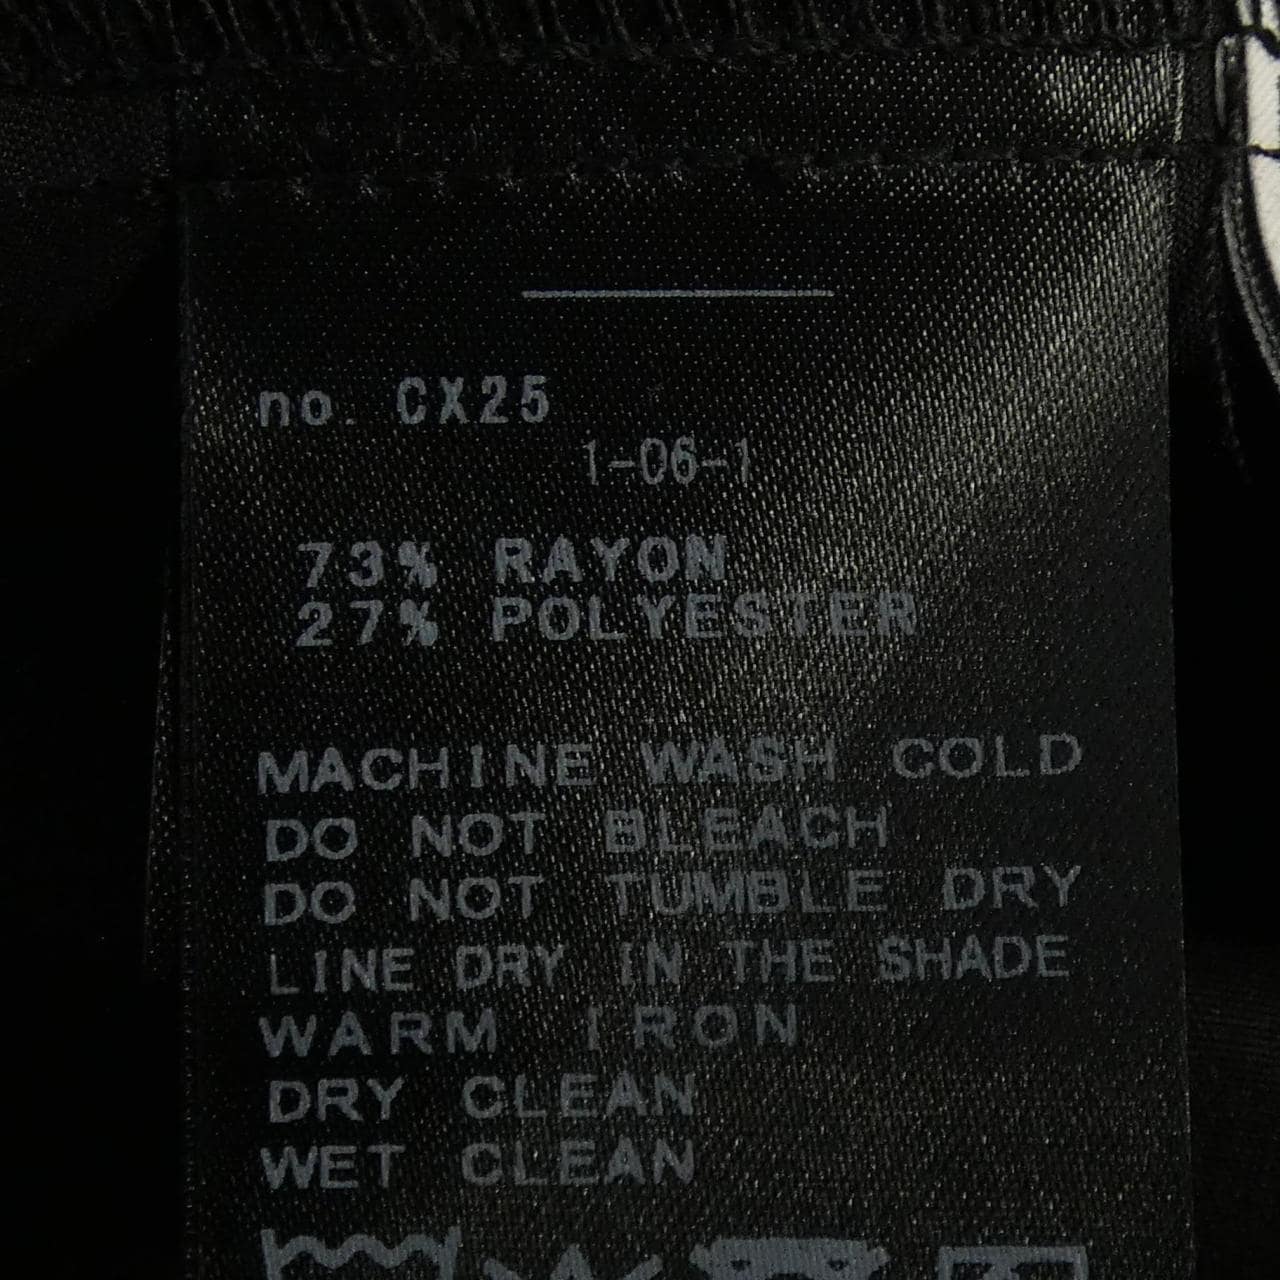 no. CX25
1-06-1
73% RAYON
27% POLYESTER
MACHINE WASH COLD
DO NOT BLEACH
DO NOT TUMBLE DRY
LINE DRY IN THE SHADE
WARM IRON
DRY CLEAN
WET CLEAN